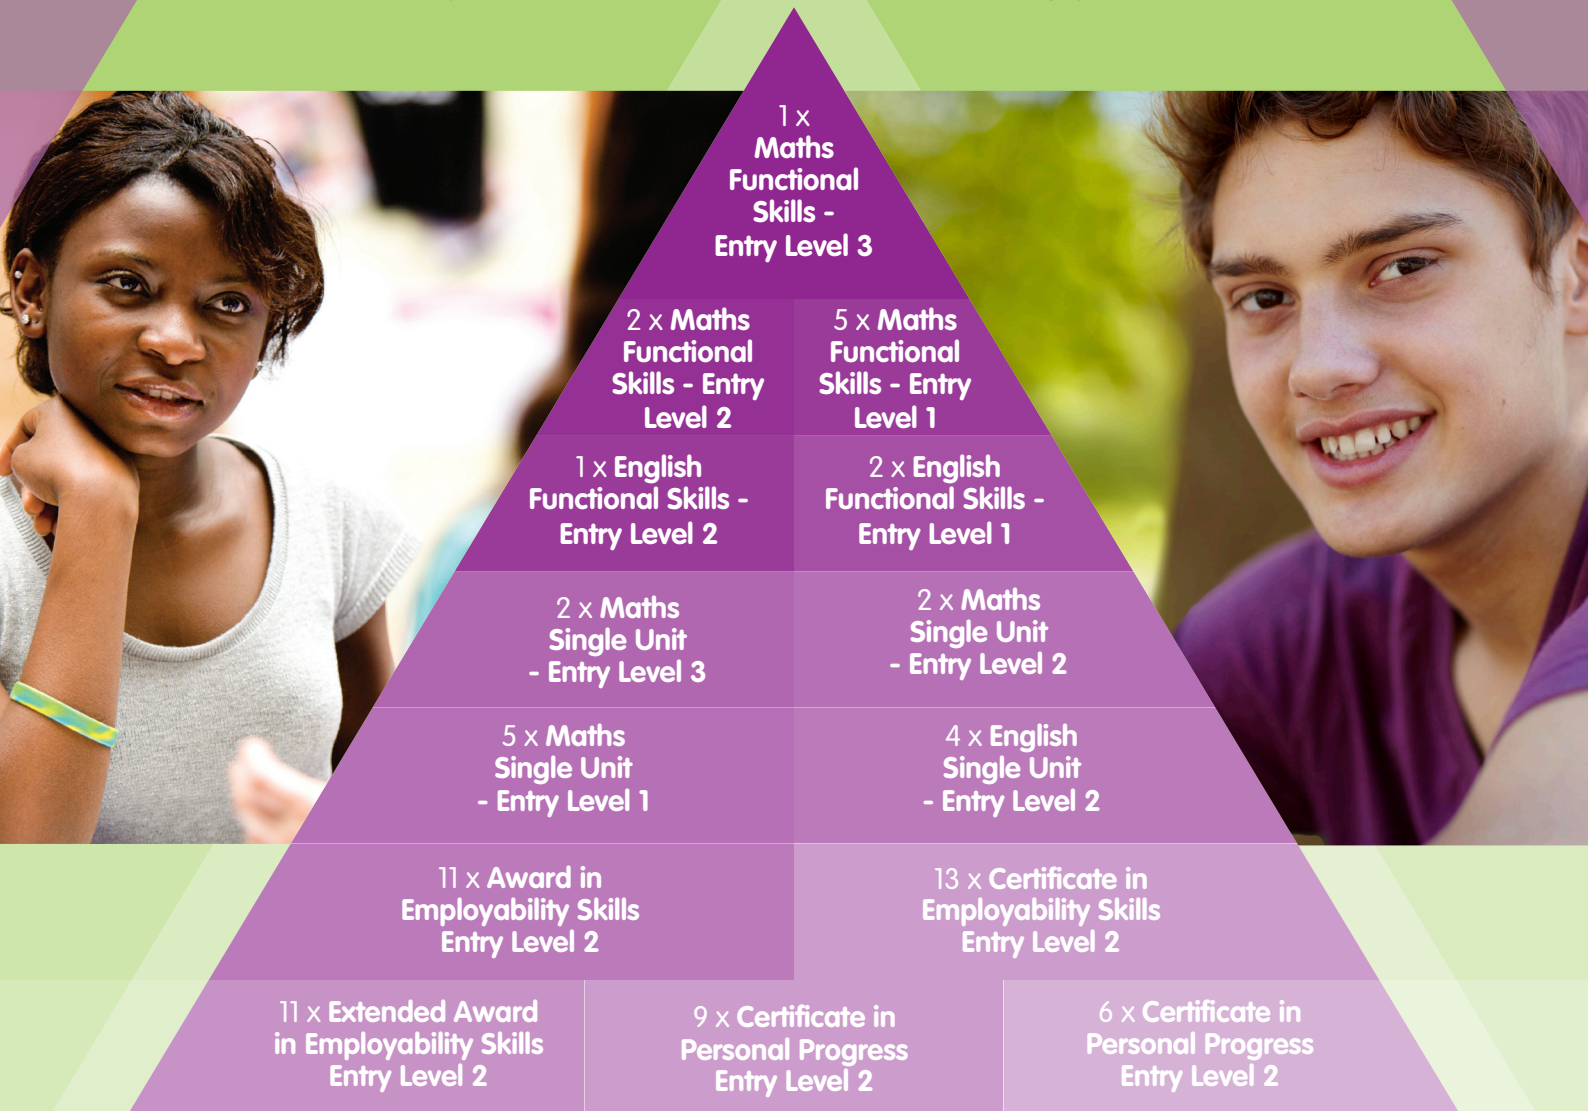 1 x
Maths
Functional
Skills -
Entry Level 3
2 x Maths
Functional
Skills - Entry
Level 2
5 x Maths
Functional
Skills - Entry
Level 1
1 x English
Functional Skills -
Entry Level 2
2 x English
Functional Skills -
Entry Level 1
2 x Maths
Single Unit
- Entry Level 3
2 x Maths
Single Unit
- Entry Level 2
5 x Maths
Single Unit
- Entry Level 1
4 x English
Single Unit
- Entry Level 2
11 x Award in
Employability Skills
Entry Level 2
13 x Certificate in
Employability Skills
Entry Level 2
11 x Extended Award
in Employability Skills
Entry Level 2
9 x Certificate in
Personal Progress
Entry Level 2
6 x Certificate in
Personal Progress
Entry Level 2